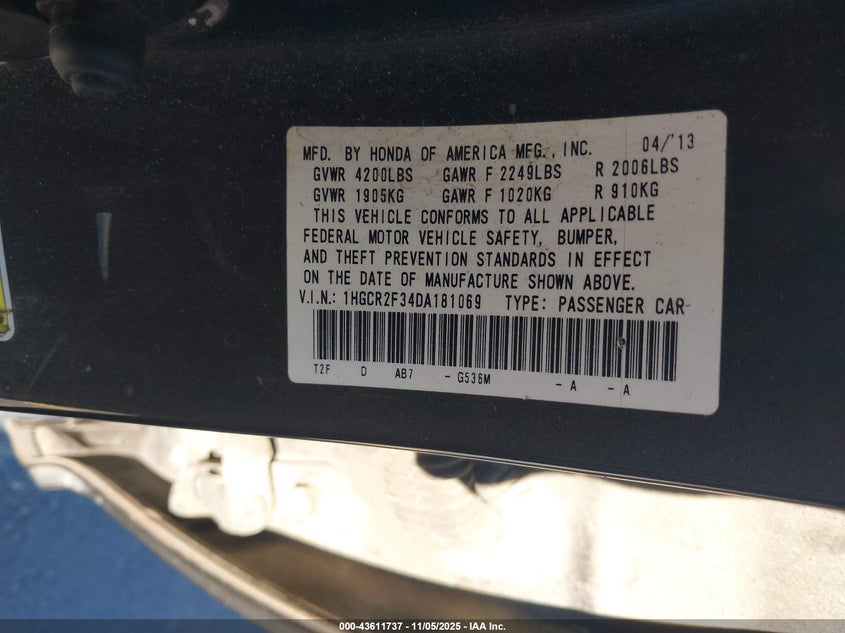 MFD. BY HONDA OF AMERICA MFG., INC. 04/'13
GVWR 4200LBS GAWR F 2249LBS R 2006LBS
GVWR 1905KG GAWR F 1020KG R 910KG
THIS VEHICLE CONFORMS TO ALL APPLICABLE
FEDERAL MOTOR VEHICLE SAFETY, BUMPER,
AND THEFT PREVENTION STANDARDS IN EFFECT
ON THE DATE OF MANUFACTURE SHOWN ABOVE.
V.I.N.: 1HGCR2F34DA181069 TYPE: PASSENGER CAR
T2F D AB7 - G536M - A - A
000-43611737 - 11/05/2025 - IAA Inc.